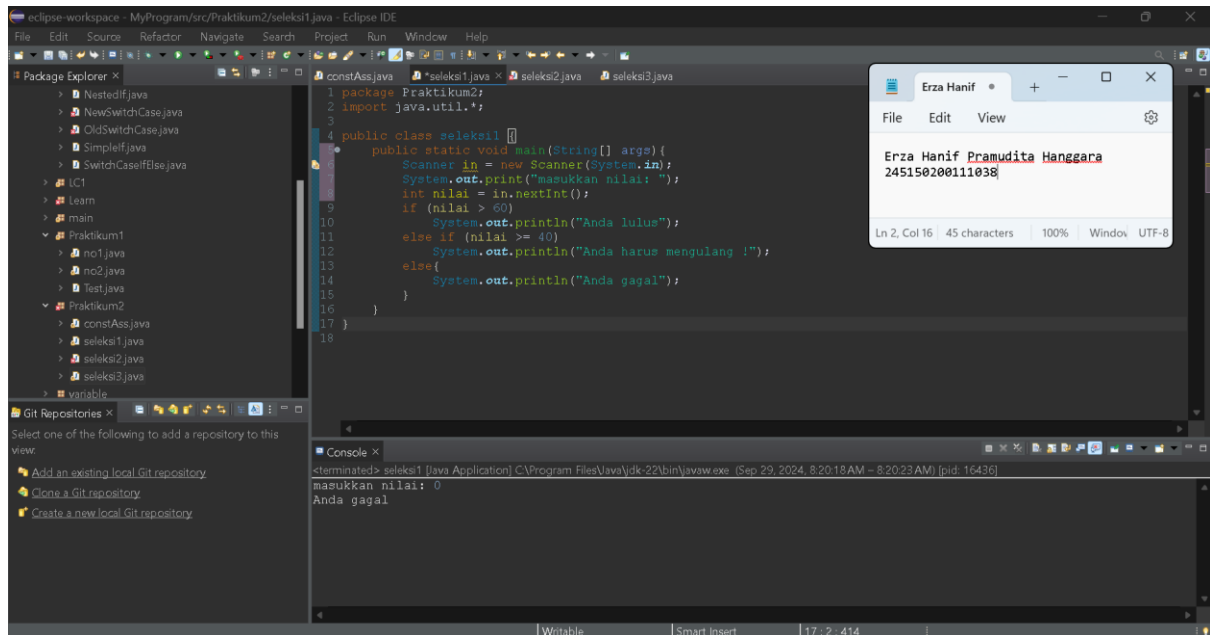 eclipse-workspace - MyProgram/src/Praktikum2/seleksi1.java - Eclipse IDE
File Edit Source Refactor Navigate Search Project Run Window Help
Package Explorer
NestedIf.java
NewSwitchCase.java
OldSwitchCase.java
SimpleIf.java
SwitchCaseIfElse.java
LC1
Learn
main
Praktikum1
no1.java
no2.java
Test.java
Praktikum2
constAss.java
seleksi1.java
seleksi2.java
seleksi3.java
variable
Git Repositories
Select one of the following to add a repository to this
view:
Add an existing local Git repository
Clone a Git repository
Create a new local Git repository
constAss.java *seleksi1.java seleksi2.java seleksi3.java
1 package Praktikum2;
2 import java.util.*;
3
4 public class seleksi1 {
5 public static void main(String[] args){
6 Scanner in = new Scanner(System.in);
7 System.out.print("masukkan nilai: ");
8 int nilai = in.nextInt();
9 if (nilai > 60)
10 System.out.println("Anda lulus");
11 else if (nilai >= 40)
12 System.out.println("Anda harus mengulang !");
13 else{
14 System.out.println("Anda gagal");
15 }
16 }
17 }
18
Erza Hanif
File Edit View
Erza Hanif Pramudita Hanggara
245150200111038
Ln 2, Col 16 45 characters 100% Window UTF-8
Console
<terminated> seleksi1 [Java Application] C:\Program Files\Java\jdk-22\bin\javaw.exe (Sep 29, 2024, 8:20:18 AM – 8:20:23 AM) [pid: 16436]
masukkan nilai: 0
Anda gagal
Writable Smart Insert 17 : 2 : 414